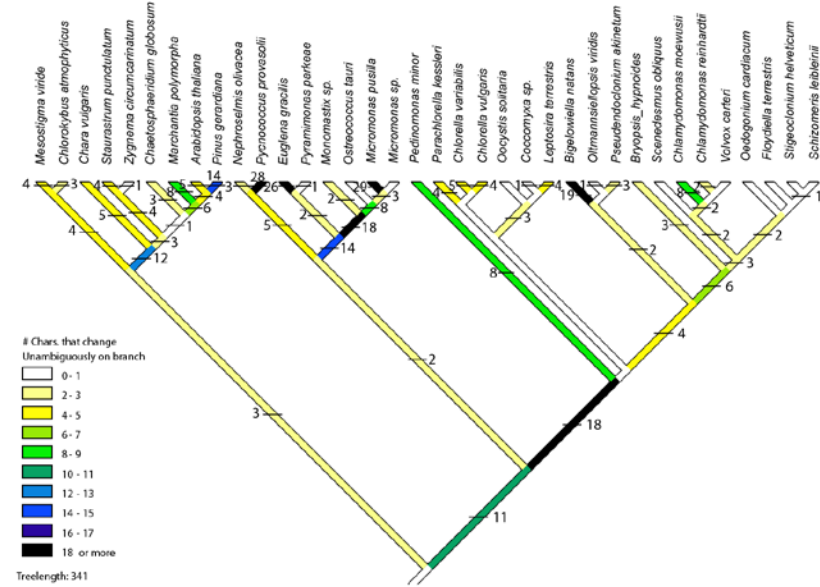 Mesostigma viride
Chlorokybus atmophyticus
Chara vulgaris
Staurastrum punctulatum
Zygnema circumcarinatum
Chaetosphaeridium globosum
Marchantia polymorpha
Arabidopsis thaliana
Pinus gerardiana
Nephroselmis olivacea
Pycnococcus provasolii
Euglena gracilis
Pyramimonas parkeae
Monomastix sp.
Ostreococcus tauri
Micromonas pusilla
Micromonas sp.
Pedinomonas minor
Parachlorella kessleri
Chlorella variabilis
Chlorella vulgaris
Oocystis solitaria
Coccomyxa sp.
Leptosira terrestris
Bigelowiella natans
Oltmannsiellopsis viridis
Pseudendoclonium akinetum
Bryopsis_hypnoides
Scenedesmus obliquus
Chlamydomonas moewusii
Chlamydomonas reinhardtii
Volvox carteri
Oedogonium cardiacum
Floydiella terrestris
Stigeoclonium helveticum
Schizomeris leibleinii
14
28
4 3 4 1 5 3 26 1 29 5 4 1 4 1 3
8 4 3 4 19 8 2 1
3 6 2 2 8 3 2
5 4 1 5 18 3 3 2 2
4 3 14 2 3
12 8 6
4
2
3 18
11
# Chars. that change
Unambiguously on branch
0 - 1
2 - 3
4 - 5
6 - 7
8 - 9
10 - 11
12 - 13
14 - 15
16 - 17
18 or more
Treelength: 341